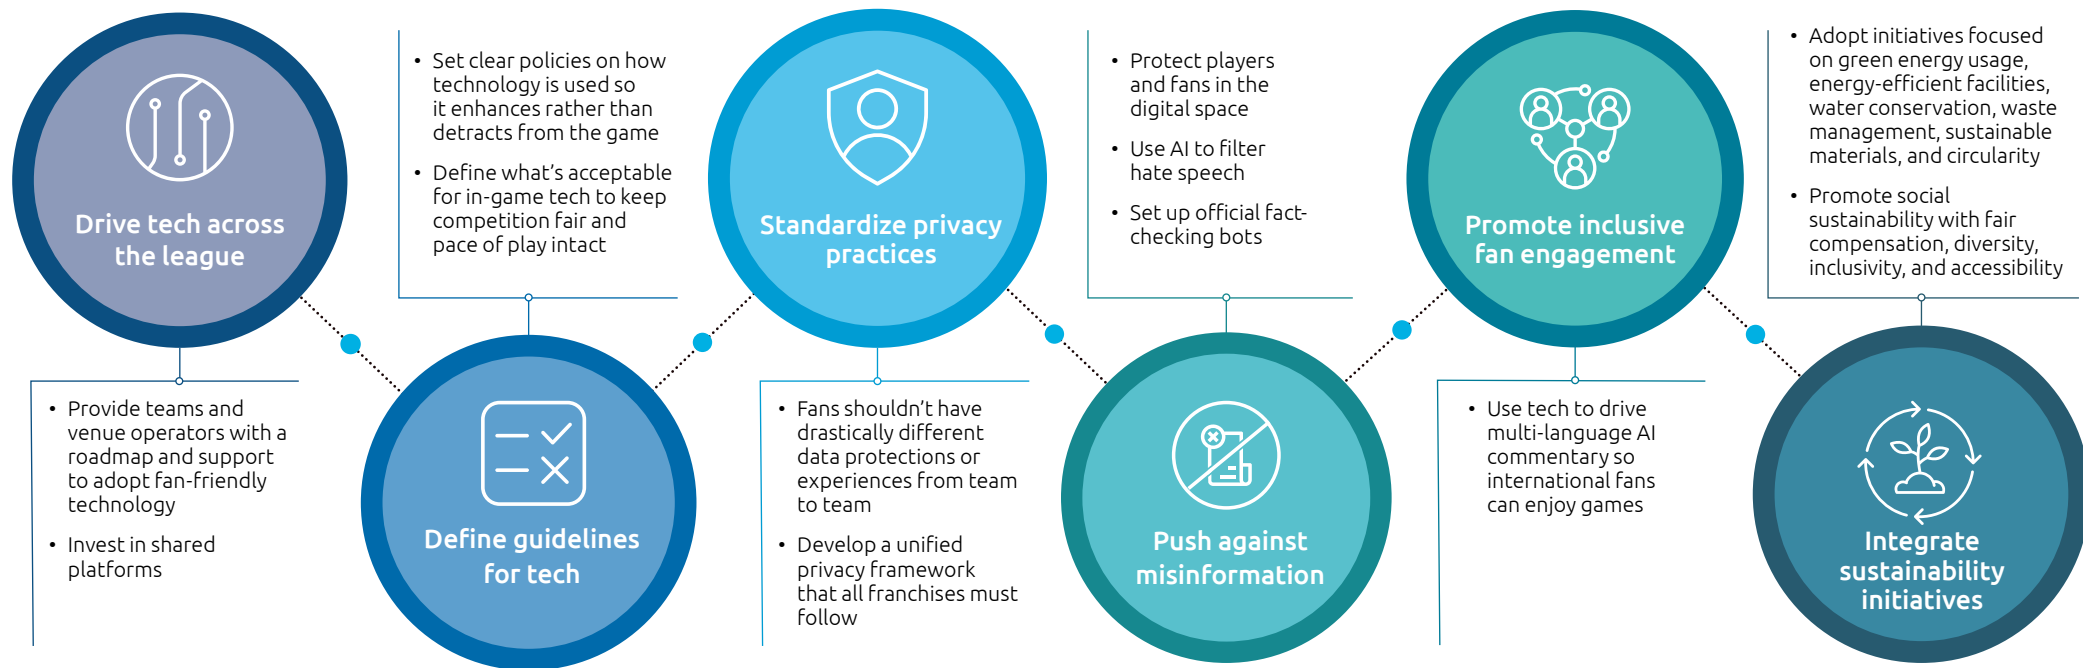 Drive tech across
the league
• Provide teams and
venue operators with a
roadmap and support
to adopt fan-friendly
technology
• Invest in shared
platforms
• Set clear policies on how
technology is used so
it enhances rather than
detracts from the game
• Define what's acceptable
for in-game tech to keep
competition fair and
pace of play intact
Define guidelines
for tech
Standardize privacy
practices
• Fans shouldn't have
drastically different
data protections or
experiences from team
to team
• Develop a unified
privacy framework
that all franchises must
follow
• Protect players
and fans in the
digital space
• Use AI to filter
hate speech
• Set up official fact-
checking bots
Push against
misinformation
Promote inclusive
fan engagement
• Use tech to drive
multi-language AI
commentary so
international fans
can enjoy games
• Adopt initiatives focused
on green energy usage,
energy-efficient facilities,
water conservation, waste
management, sustainable
materials, and circularity
• Promote social
sustainability with fair
compensation, diversity,
inclusivity, and accessibility
Integrate
sustainability
initiatives